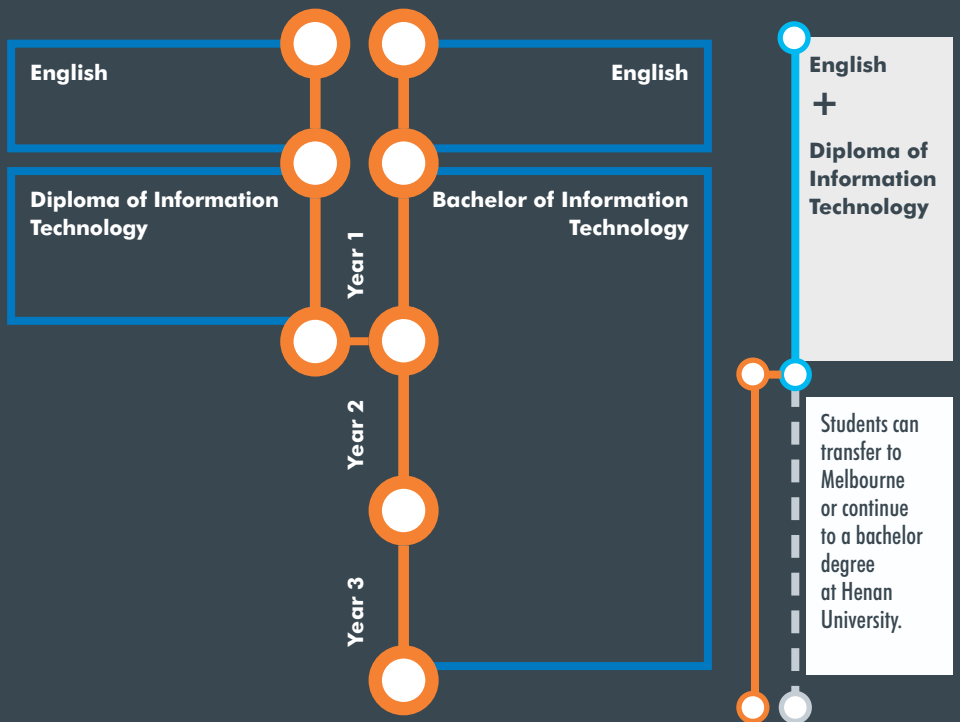 English
Diploma of Information
Technology
Year 1
Year 2
Year 3
English
Bachelor of Information
Technology
English
+
Diploma of
Information
Technology
Students can
transfer to
Melbourne
or continue
to a bachelor
degree
at Henan
University.